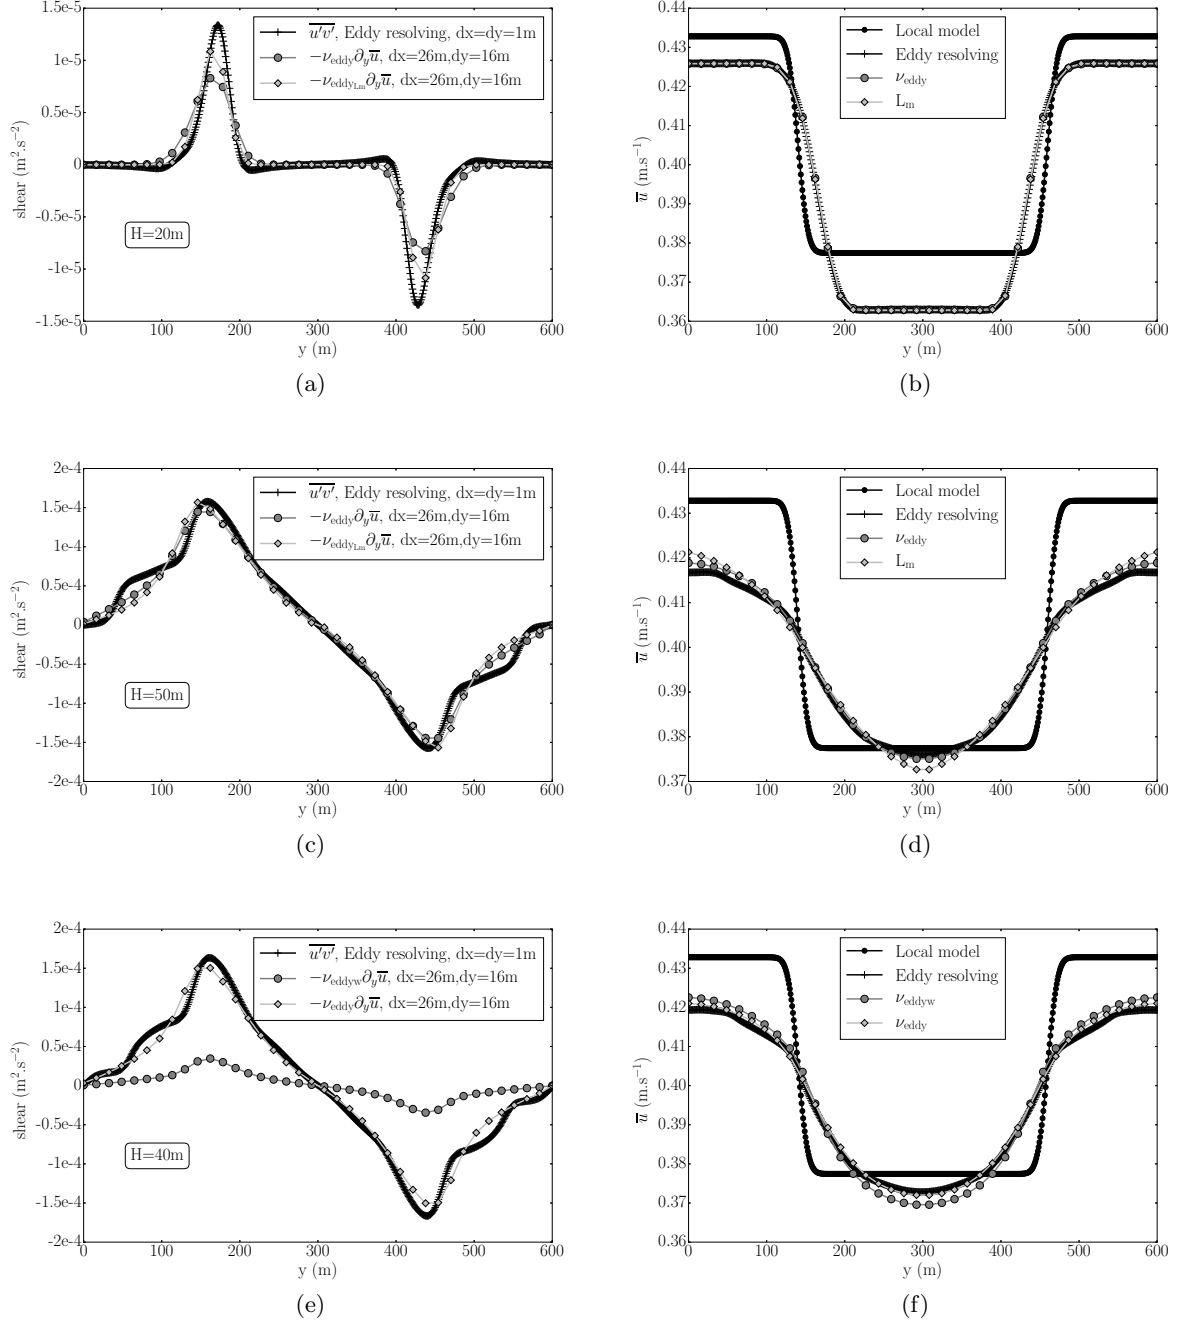 1.5e-5
1e-5
0.5e-5
0
-0.5e-5
-1e-5
-1.5e-5
shear (m².s⁻²)
u′v′, Eddy resolving, dx=dy=1m
−ν_eddy ∂_y u̅, dx=26m,dy=16m
−ν_eddy_Lm ∂_y u̅, dx=26m,dy=16m
H=20m
0 100 200 300 400 500 600
y (m)
(a)
0.44
0.43
0.42
0.41
0.40
0.39
0.38
0.37
0.36
u̅ (m.s⁻¹)
Local model
Eddy resolving
ν_eddy
L_m
0 100 200 300 400 500 600
y (m)
(b)
2e-4
1.5e-4
1e-4
0.5e-4
0
-0.5e-4
-1e-4
-1.5e-4
-2e-4
shear (m².s⁻²)
u′v′, Eddy resolving, dx=dy=1m
−ν_eddy ∂_y u̅, dx=26m,dy=16m
−ν_eddy_Lm ∂_y u̅, dx=26m,dy=16m
H=50m
0 100 200 300 400 500 600
y (m)
(c)
0.44
0.43
0.42
0.41
0.40
0.39
0.38
0.37
u̅ (m.s⁻¹)
Local model
Eddy resolving
ν_eddy
L_m
0 100 200 300 400 500 600
y (m)
(d)
2e-4
1.5e-4
1e-4
0.5e-4
0
-0.5e-4
-1e-4
-1.5e-4
-2e-4
shear (m².s⁻²)
u′v′, Eddy resolving, dx=dy=1m
−ν_eddyw ∂_y u̅, dx=26m,dy=16m
−ν_eddy ∂_y u̅, dx=26m,dy=16m
H=40m
0 100 200 300 400 500 600
y (m)
(e)
0.44
0.43
0.42
0.41
0.40
0.39
0.38
0.37
0.36
u̅ (m.s⁻¹)
Local model
Eddy resolving
ν_eddyw
ν_eddy
0 100 200 300 400 500 600
y (m)
(f)